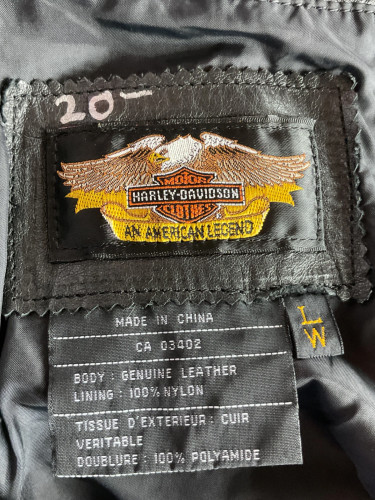 20-
MOTOR
HARLEY-DAVIDSON
CLOTHES
AN AMERICAN LEGEND
MADE IN CHINA
CA 03402
BODY : GENUINE LEATHER
LINING : 100% NYLON
TISSUE D'EXTERIEUR: CUIR
VERITABLE
DOUBLURE : 100% POLYAMIDE
L
W